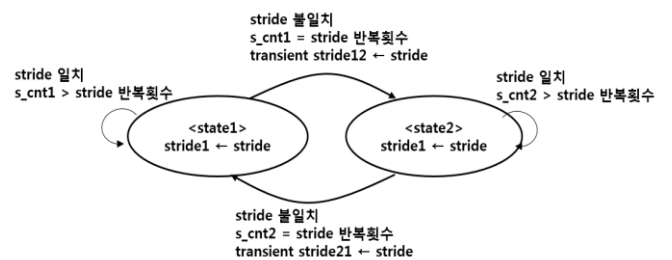 stride 불일치
s_cnt1 = stride 반복횟수
transient stride12 ← stride
stride 일치
s_cnt1 > stride 반복횟수
<state1>
stride1 ← stride
<state2>
stride1 ← stride
stride 일치
s_cnt2 > stride 반복횟수
stride 불일치
s_cnt2 = stride 반복횟수
transient stride21 ← stride